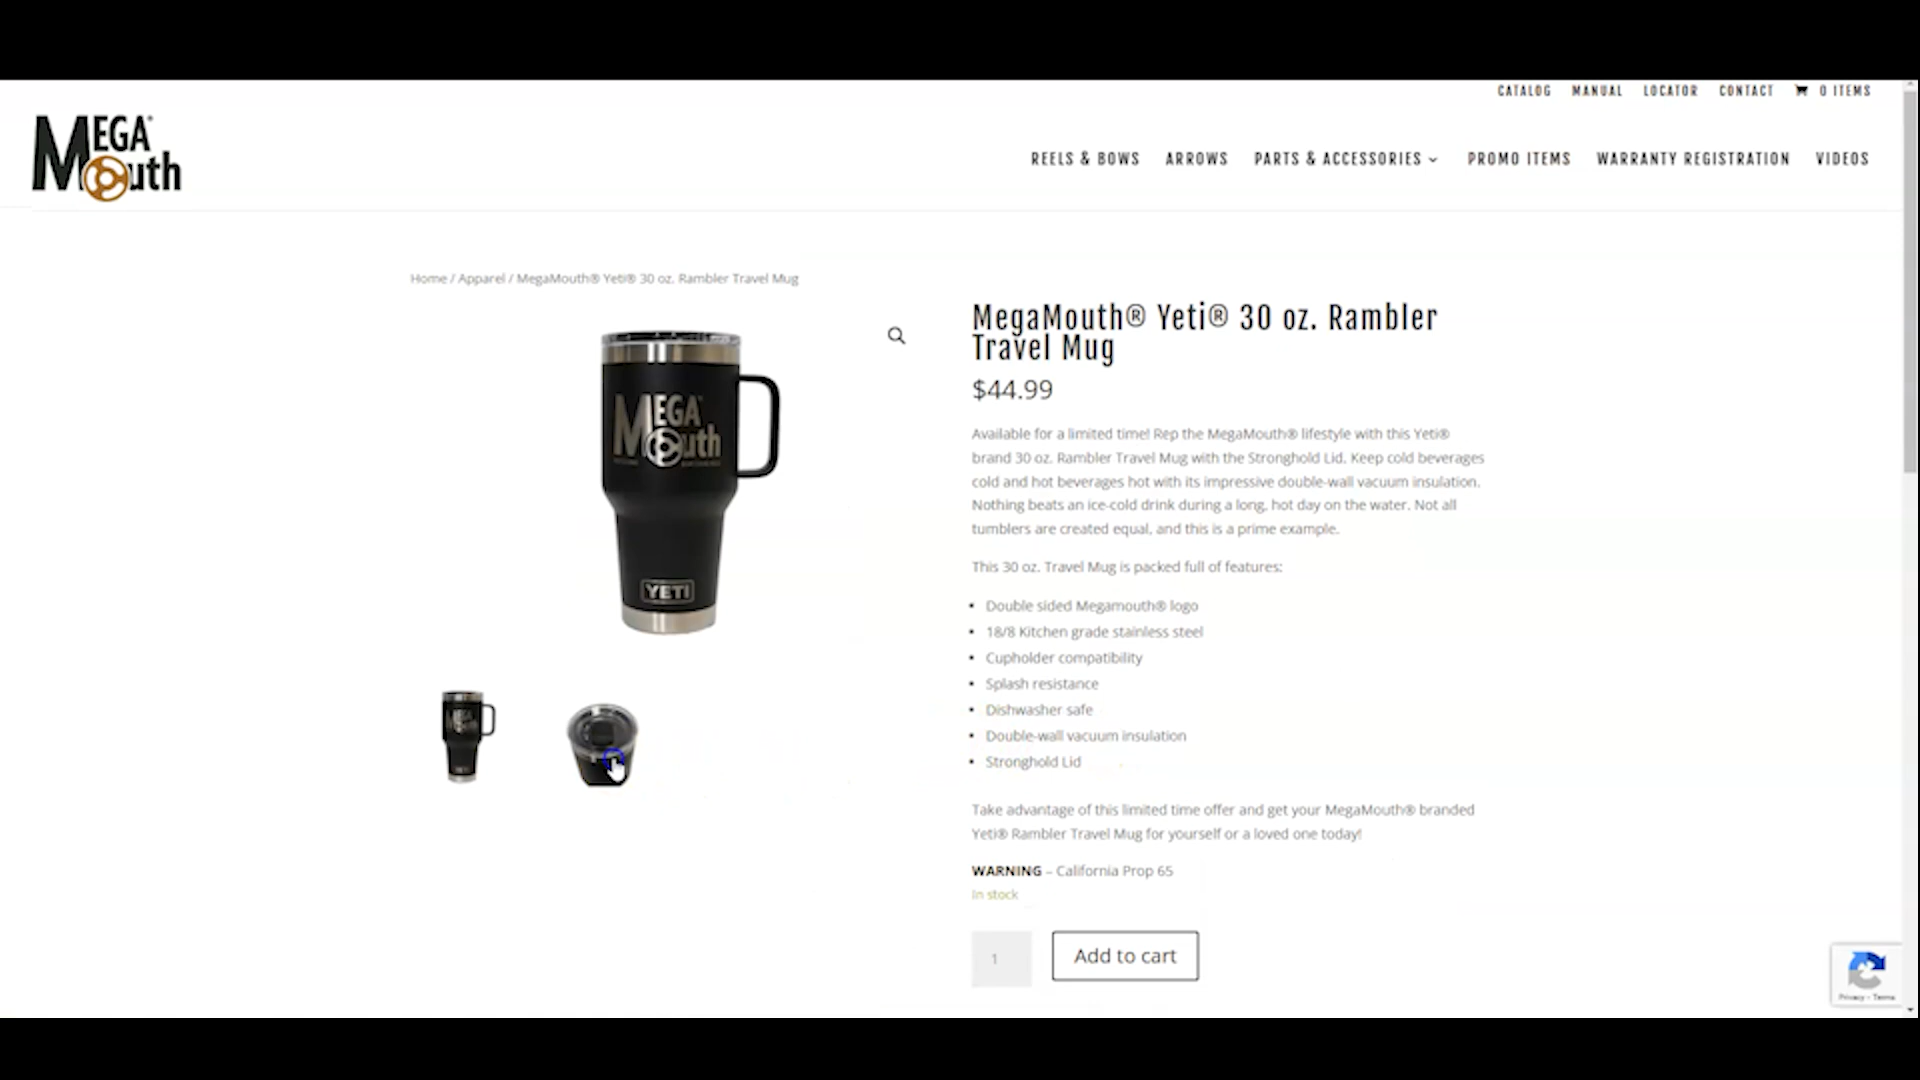 CATALOG MANUAL LOCATOR CONTACT 0 ITEMS
MEGA Mouth
REELS & BOWS ARROWS PARTS & ACCESSORIES PROMO ITEMS WARRANTY REGISTRATION VIDEOS
Home / Apparel / MegaMouth® Yeti® 30 oz. Rambler Travel Mug
MegaMouth® Yeti® 30 oz. Rambler
Travel Mug
$44.99
MEGA
Mouth
YETI
Available for a limited time! Rep the MegaMouth® lifestyle with this Yeti®
brand 30 oz. Rambler Travel Mug with the Stronghold Lid. Keep cold beverages
cold and hot beverages hot with its impressive double-wall vacuum insulation.
Nothing beats an ice-cold drink during a long, hot day on the water. Not all
tumblers are created equal, and this is a prime example.
This 30 oz. Travel Mug is packed full of features:
• Double sided Megamouth® logo
• 18/8 Kitchen grade stainless steel
• Cupholder compatibility
• Splash resistance
• Dishwasher safe
• Double-wall vacuum insulation
• Stronghold Lid
Take advantage of this limited time offer and get your MegaMouth® branded
Yeti® Rambler Travel Mug for yourself or a loved one today!
WARNING – California Prop 65
In stock
1 Add to cart
Privacy - Terms